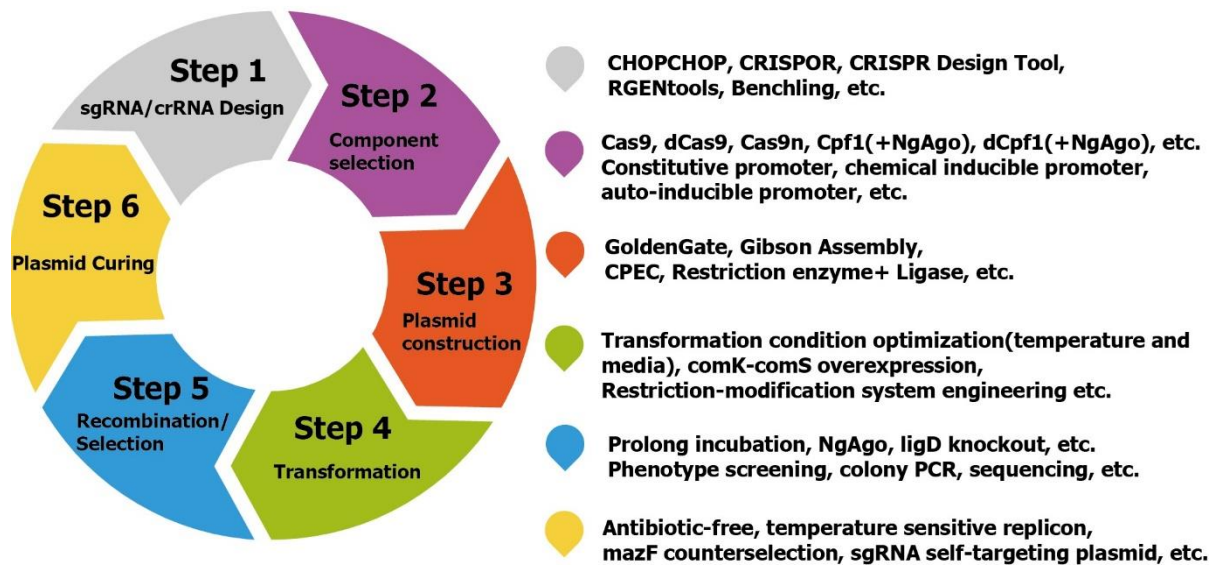 Step 1
sgRNA/crRNA Design
Step 2
Component
selection
Step 3
Plasmid
construction
Step 4
Transformation
Step 5
Recombination/
Selection
Step 6
Plasmid Curing
CHOPCHOP, CRISPOR, CRISPR Design Tool,
RGENtools, Benchling, etc.
Cas9, dCas9, Cas9n, Cpf1(+NgAgo), dCpf1(+NgAgo), etc.
Constitutive promoter, chemical inducible promoter,
auto-inducible promoter, etc.
GoldenGate, Gibson Assembly,
CPEC, Restriction enzyme+ Ligase, etc.
Transformation condition optimization(temperature and
media), comK-comS overexpression,
Restriction-modification system engineering etc.
Prolong incubation, NgAgo, ligD knockout, etc.
Phenotype screening, colony PCR, sequencing, etc.
Antibiotic-free, temperature sensitive replicon,
mazF counterselection, sgRNA self-targeting plasmid, etc.